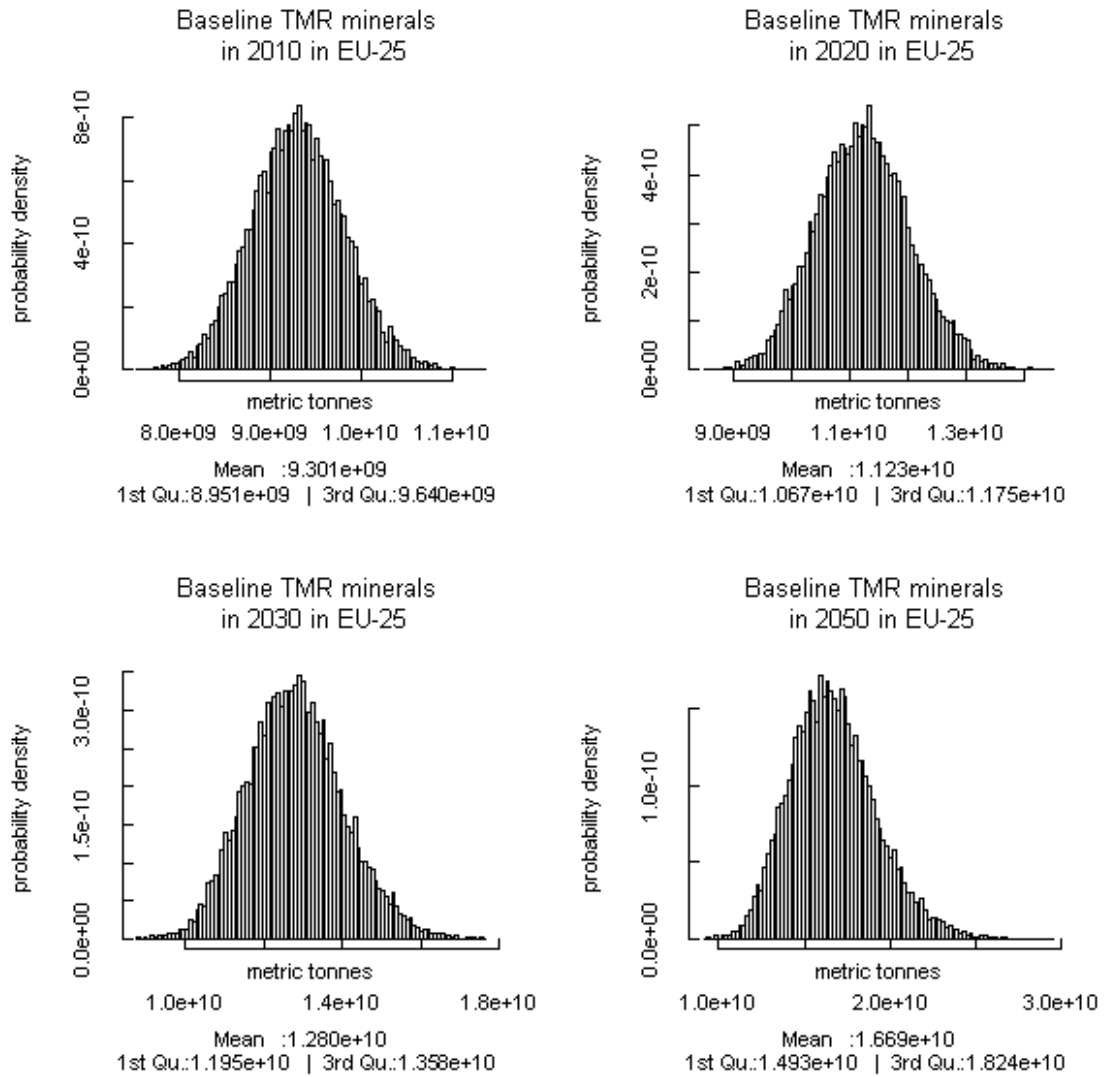 Baseline TMR minerals
in 2010 in EU-25
probability density
0e+00 4e-10 8e-10
metric tonnes
8.0e+09 9.0e+09 1.0e+10 1.1e+10
Mean :9.301e+09
1st Qu.:8.951e+09 | 3rd Qu.:9.640e+09
Baseline TMR minerals
in 2020 in EU-25
probability density
0e+00 2e-10 4e-10
metric tonnes
9.0e+09 1.1e+10 1.3e+10
Mean :1.123e+10
1st Qu.:1.067e+10 | 3rd Qu.:1.175e+10
Baseline TMR minerals
in 2030 in EU-25
probability density
0.0e+00 1.5e-10 3.0e-10
metric tonnes
1.0e+10 1.4e+10 1.8e+10
Mean :1.280e+10
1st Qu.:1.195e+10 | 3rd Qu.:1.358e+10
Baseline TMR minerals
in 2050 in EU-25
probability density
0.0e+00 1.0e-10
metric tonnes
1.0e+10 2.0e+10 3.0e+10
Mean :1.669e+10
1st Qu.:1.493e+10 | 3rd Qu.:1.824e+10